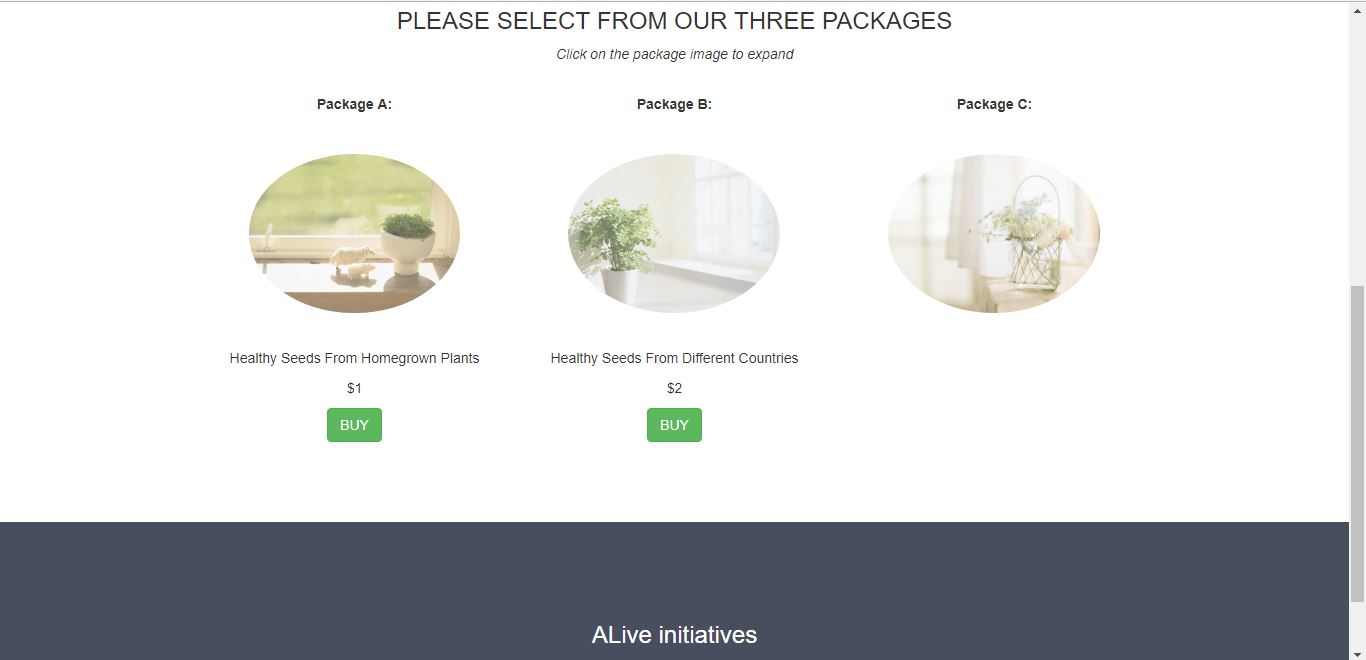 PLEASE SELECT FROM OUR THREE PACKAGES
Click on the package image to expand
Package A:
Package B:
Package C:
Healthy Seeds From Homegrown Plants
Healthy Seeds From Different Countries
$1
$2
BUY
BUY
ALive initiatives